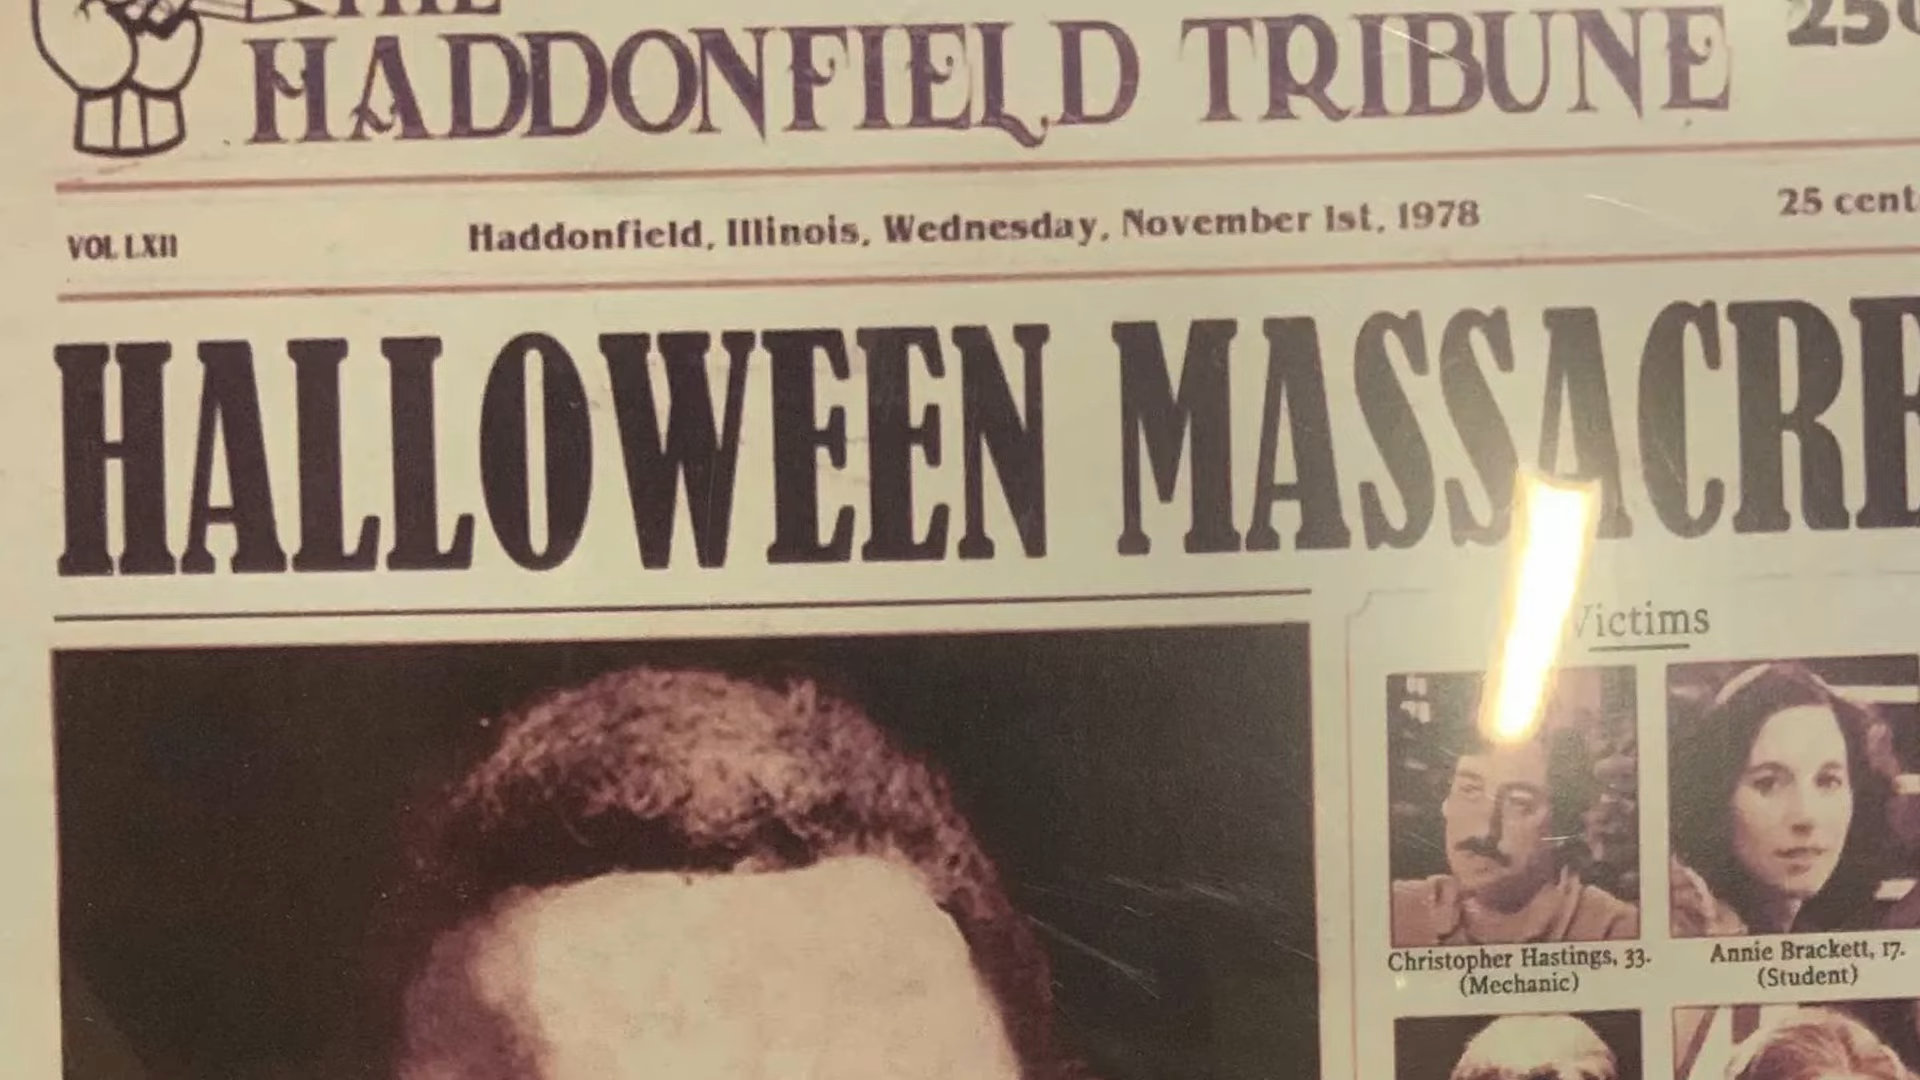 THE
HADDONFIELD TRIBUNE
VOL LXII
Haddonfield, Illinois, Wednesday, November 1st, 1978
25 cent
HALLOWEEN MASSACRE
Victims
Christopher Hastings, 33.
(Mechanic)
Annie Brackett, 17.
(Student)